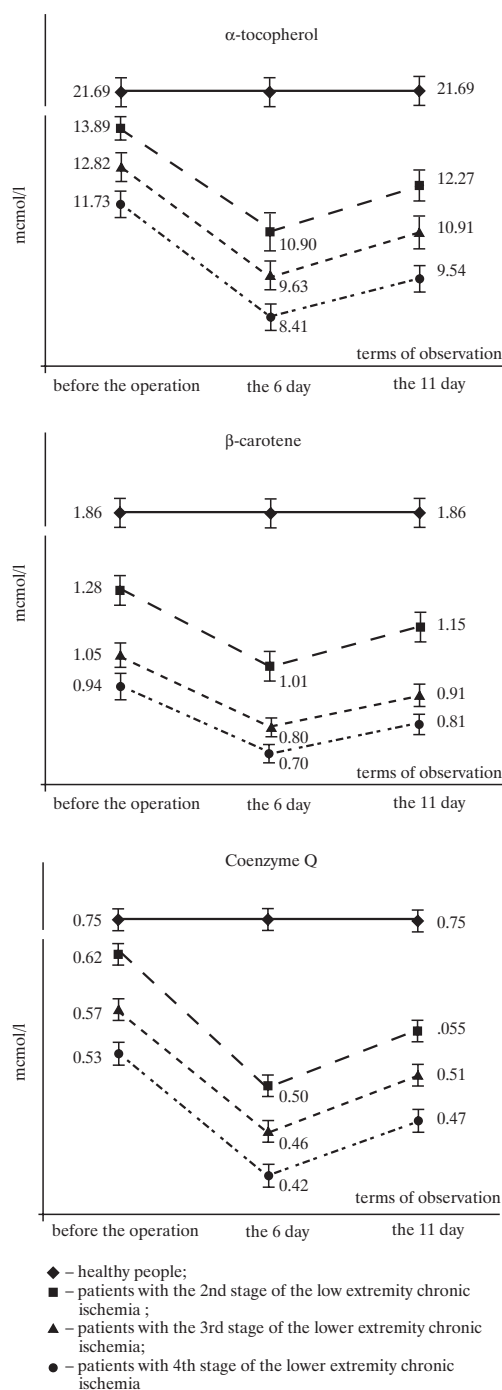 α-tocopherol
21.69 21.69
13.89
12.82
11.73
12.27
10.90
10.91
9.63
9.54
8.41
mcmol/l
terms of observation
before the operation the 6 day the 11 day
β-carotene
1.86 1.86
1.28
1.15
1.05
1.01
0.94
0.91
0.80
0.81
0.70
mcmol/l
terms of observation
before the operation the 6 day the 11 day
Coenzyme Q
0.75 0.75
0.62
0.57
.055
0.53
0.50
0.51
0.46
0.47
0.42
mcmol/l
terms of observation
before the operation the 6 day the 11 day
◆ – healthy people;
■ – patients with the 2nd stage of the low extremity chronic
ischemia ;
▲ – patients with the 3rd stage of the lower extremity chronic
ischemia;
● – patients with 4th stage of the lower extremity chronic
ischemia